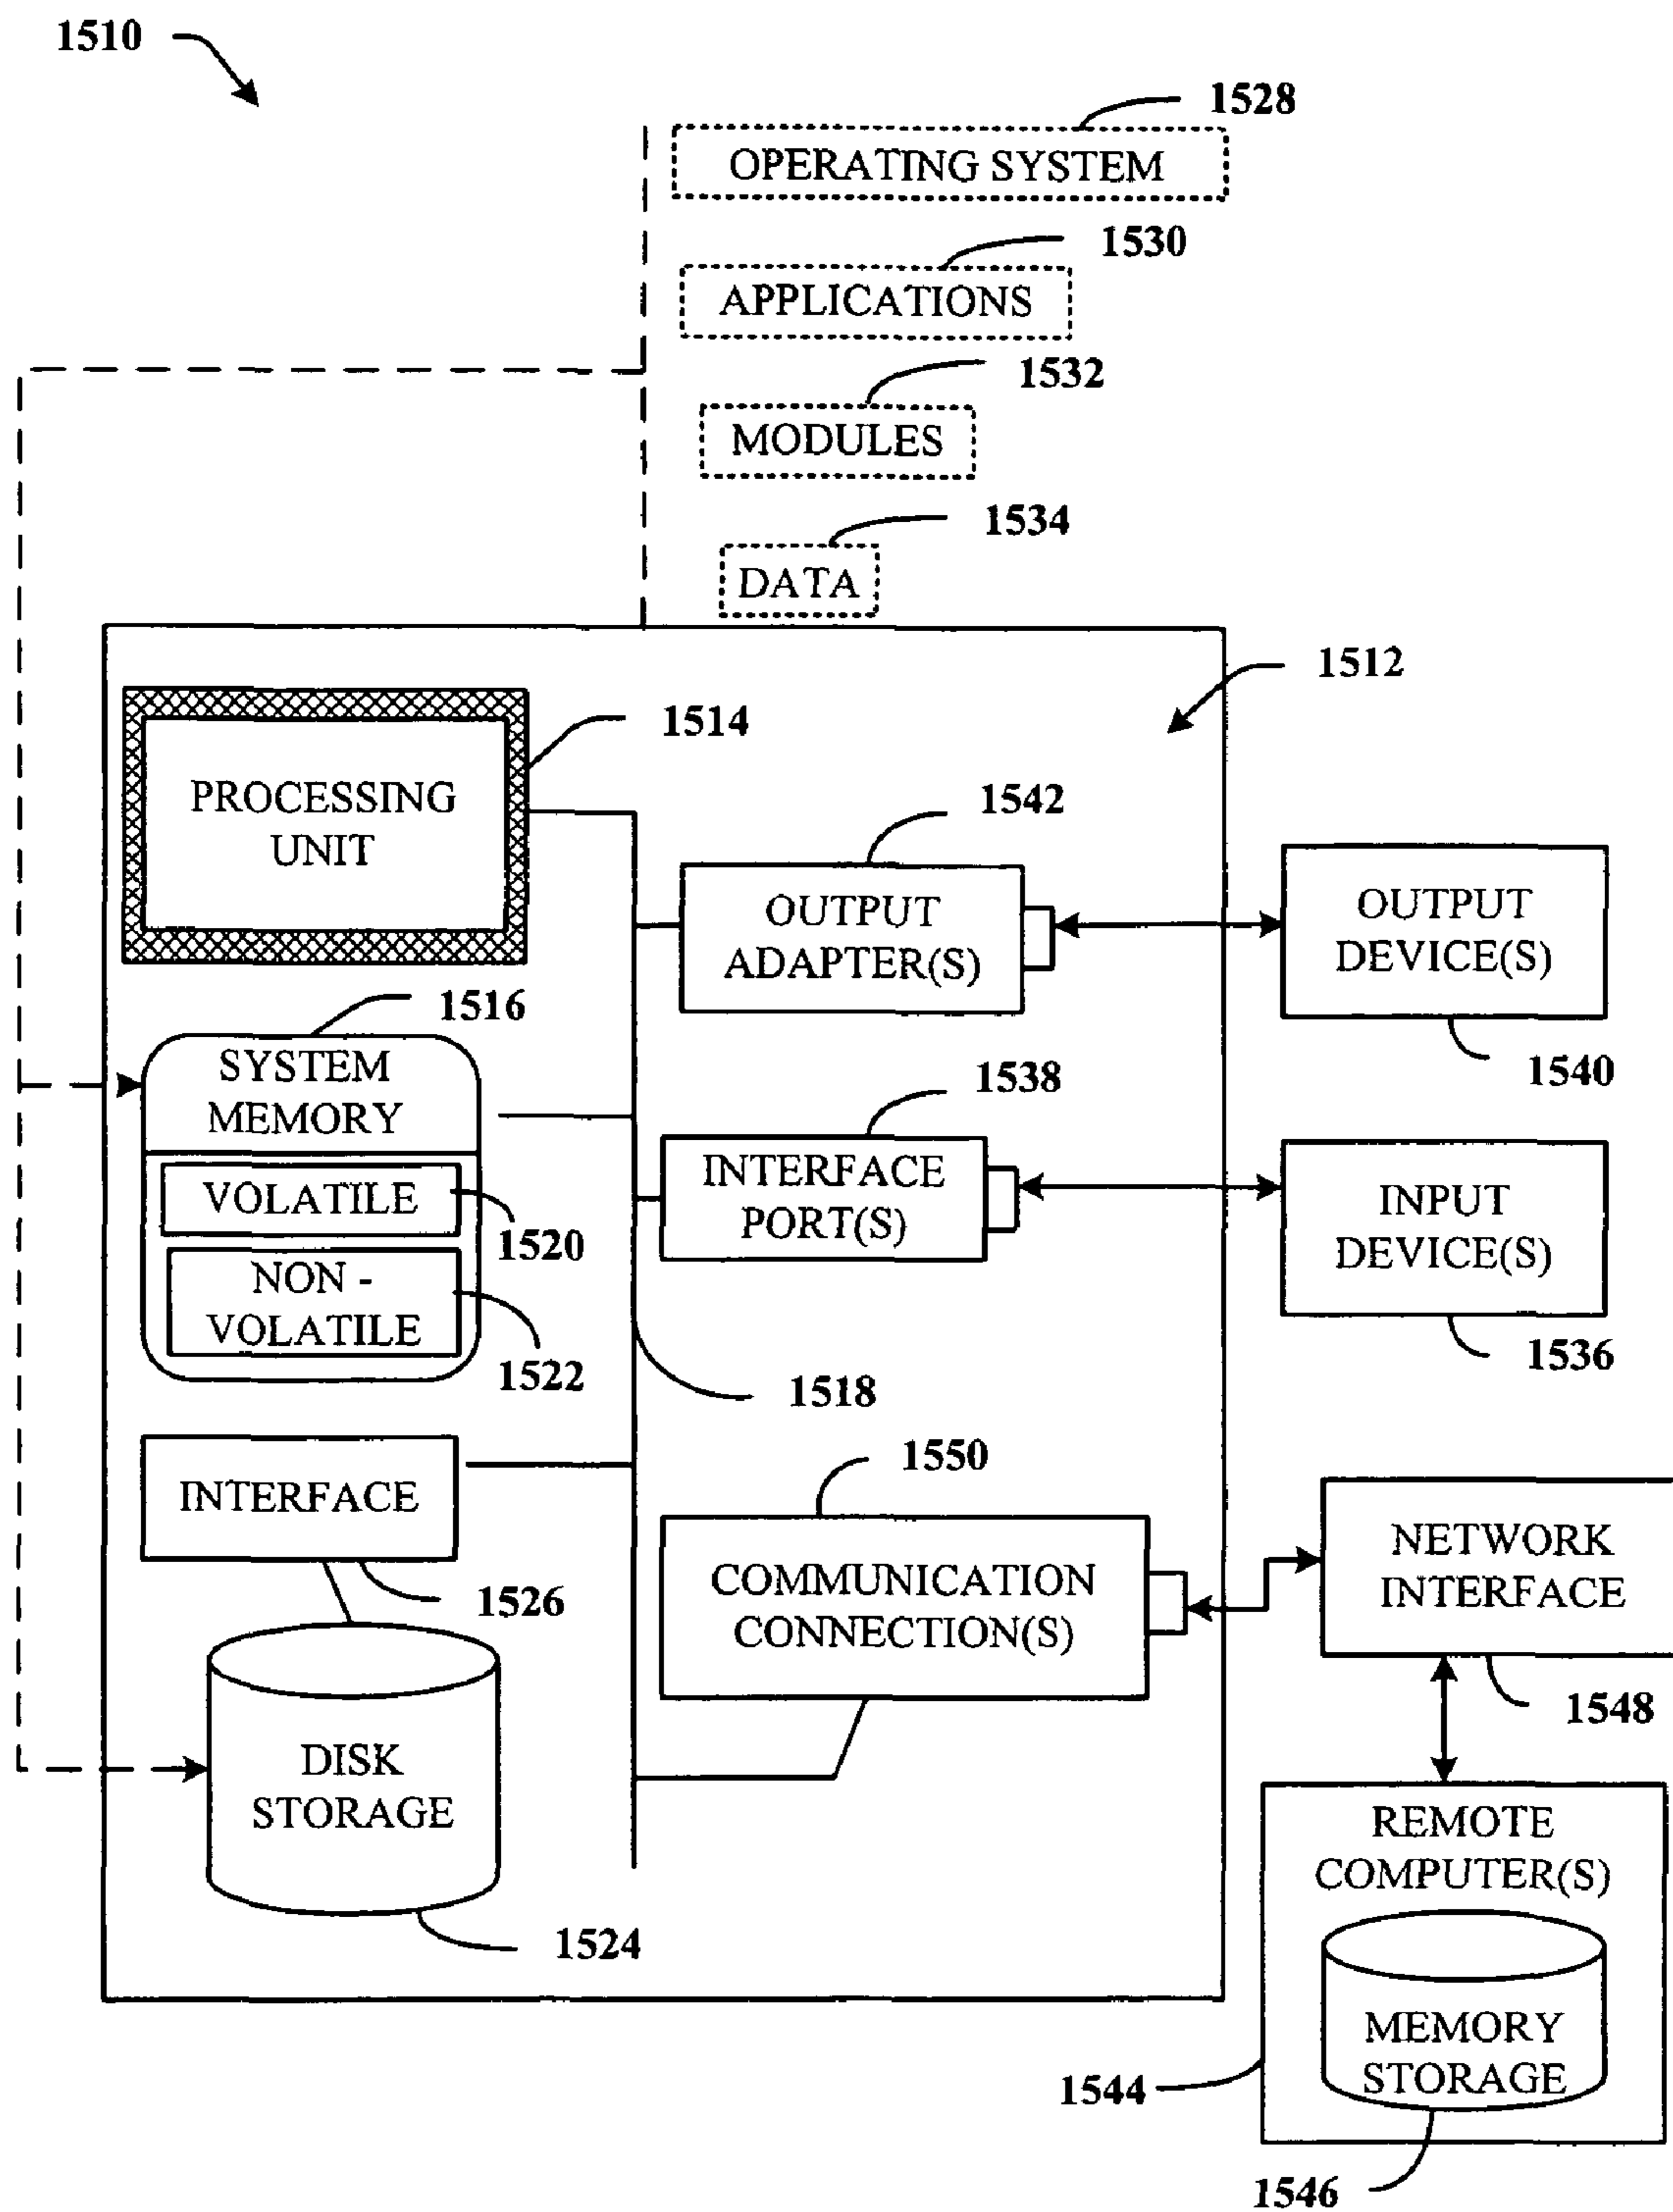 1510
1528
OPERATING SYSTEM
1530
APPLICATIONS
1532
MODULES
1534
DATA
1512
1514
PROCESSING
UNIT
1542
OUTPUT
ADAPTER(S)
OUTPUT
DEVICE(S)
1540
1516
SYSTEM
MEMORY
VOLATILE
1520
NON -
VOLATILE
1522
1538
INTERFACE
PORT(S)
INPUT
DEVICE(S)
1536
1518
INTERFACE
1526
1550
COMMUNICATION
CONNECTION(S)
NETWORK
INTERFACE
1548
DISK
STORAGE
1524
REMOTE
COMPUTER(S)
MEMORY
STORAGE
1544
1546